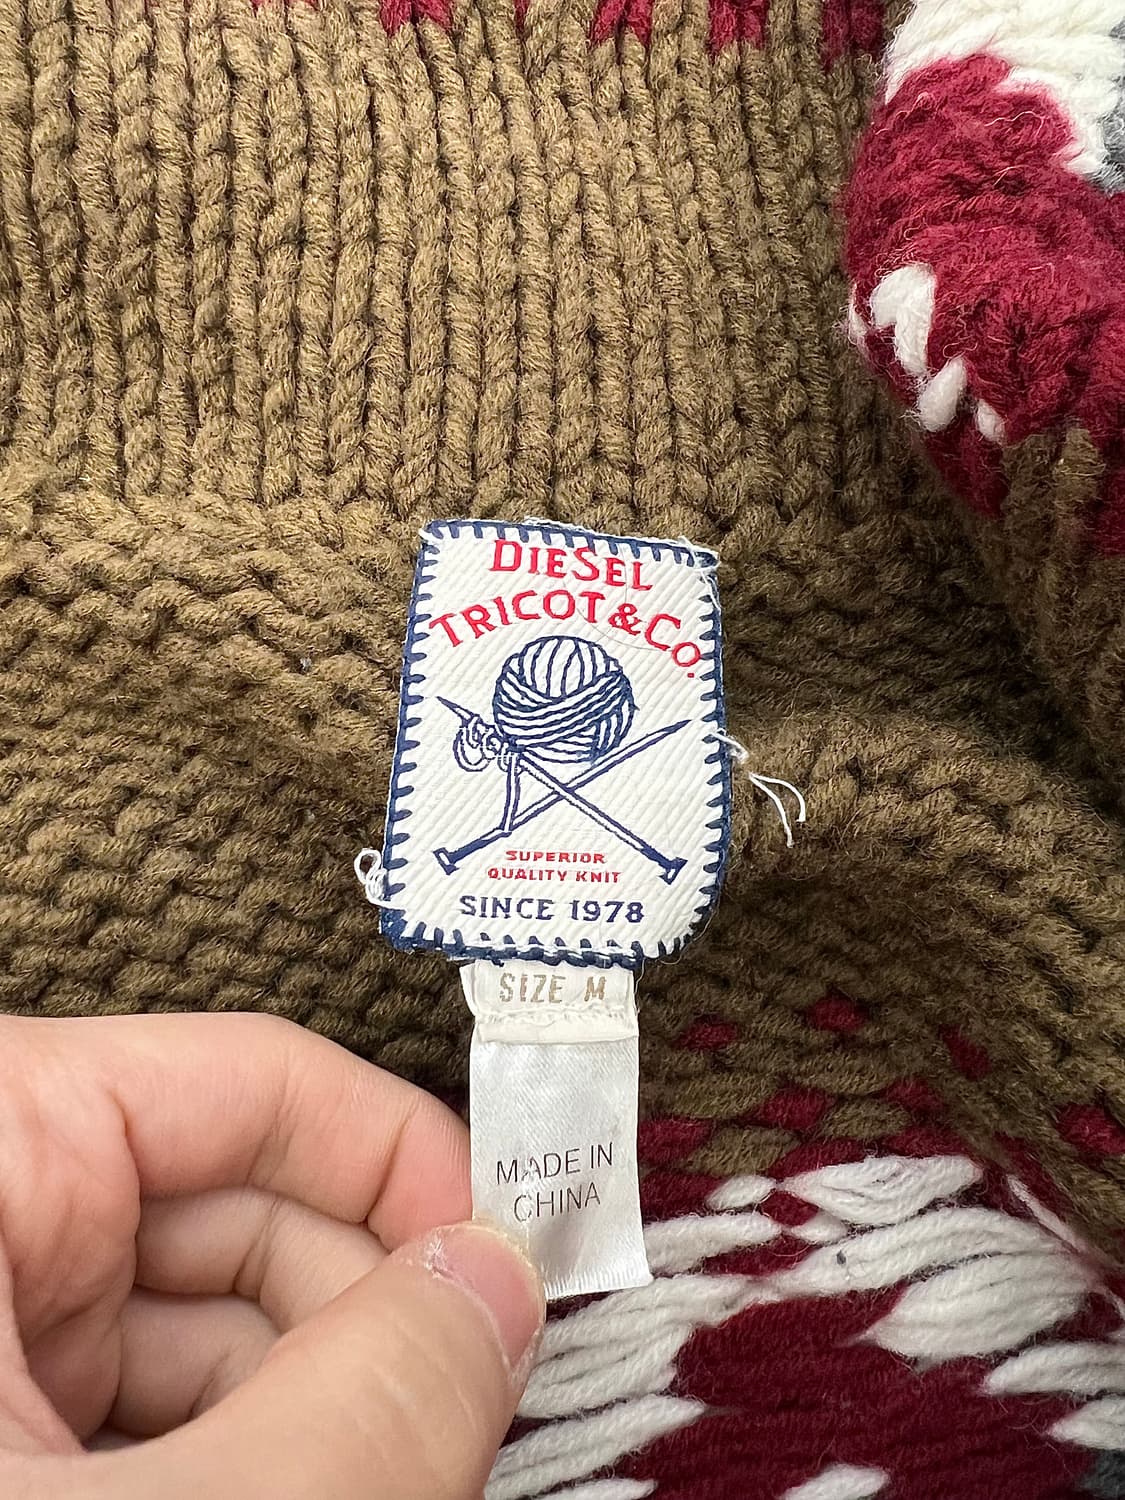 DIESEL
TRICOT & CO.
SUPERIOR
QUALITY KNIT
SINCE 1978
SIZE M
MADE IN
CHINA